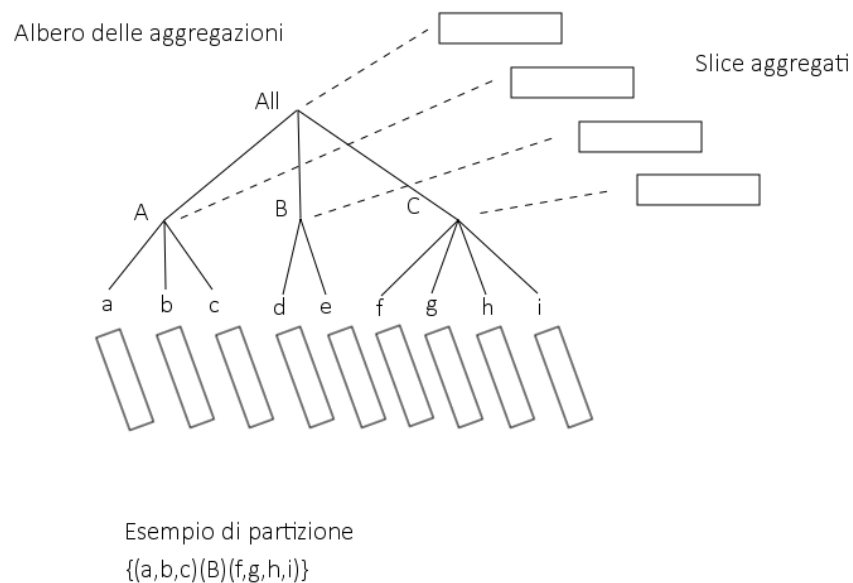 Albero delle aggregazioni
Slice aggregati
All
A
B
C
a b c d e f g h i
Esempio di partizione
{(a,b,c)(B)(f,g,h,i)}